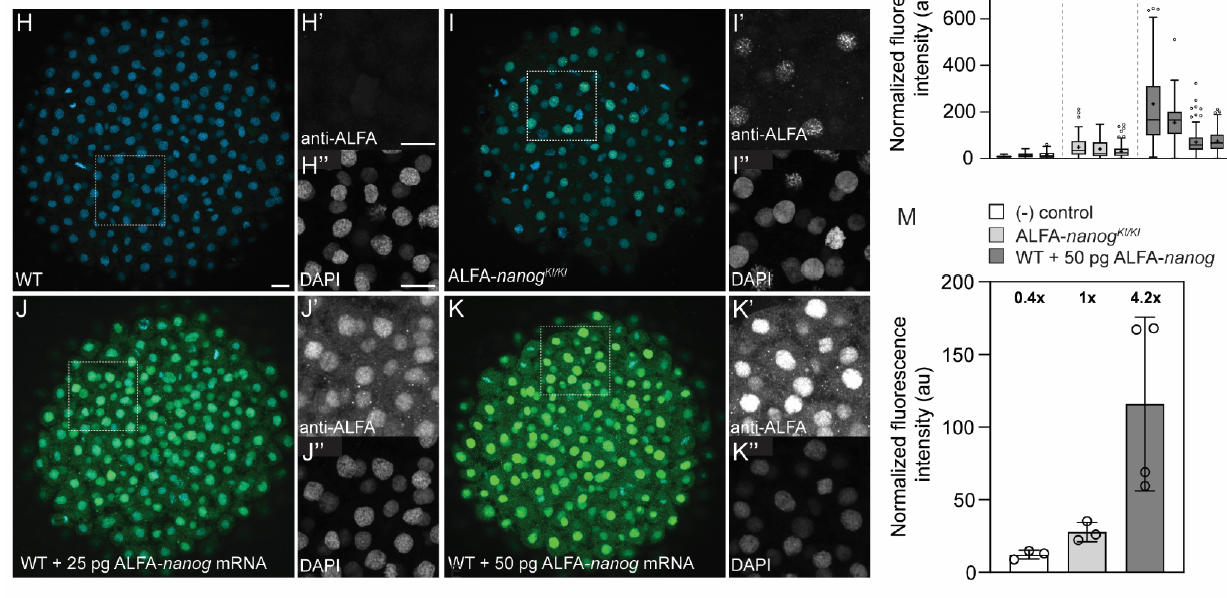 H
H'
anti-ALFA
H''
DAPI
WT
I
I'
anti-ALFA
I''
DAPI
ALFA-nanogKI/KI
J
J'
anti-ALFA
J''
DAPI
WT + 25 pg ALFA-nanog mRNA
K
K'
anti-ALFA
K''
DAPI
WT + 50 pg ALFA-nanog mRNA
Normalized
intensity
600
400
200
0
M
(-) control
ALFA-nanogKI/KI
WT + 50 pg ALFA-nanog
Normalized fluorescence
intensity (au)
200
150
100
50
0
0.4x 1x 4.2x